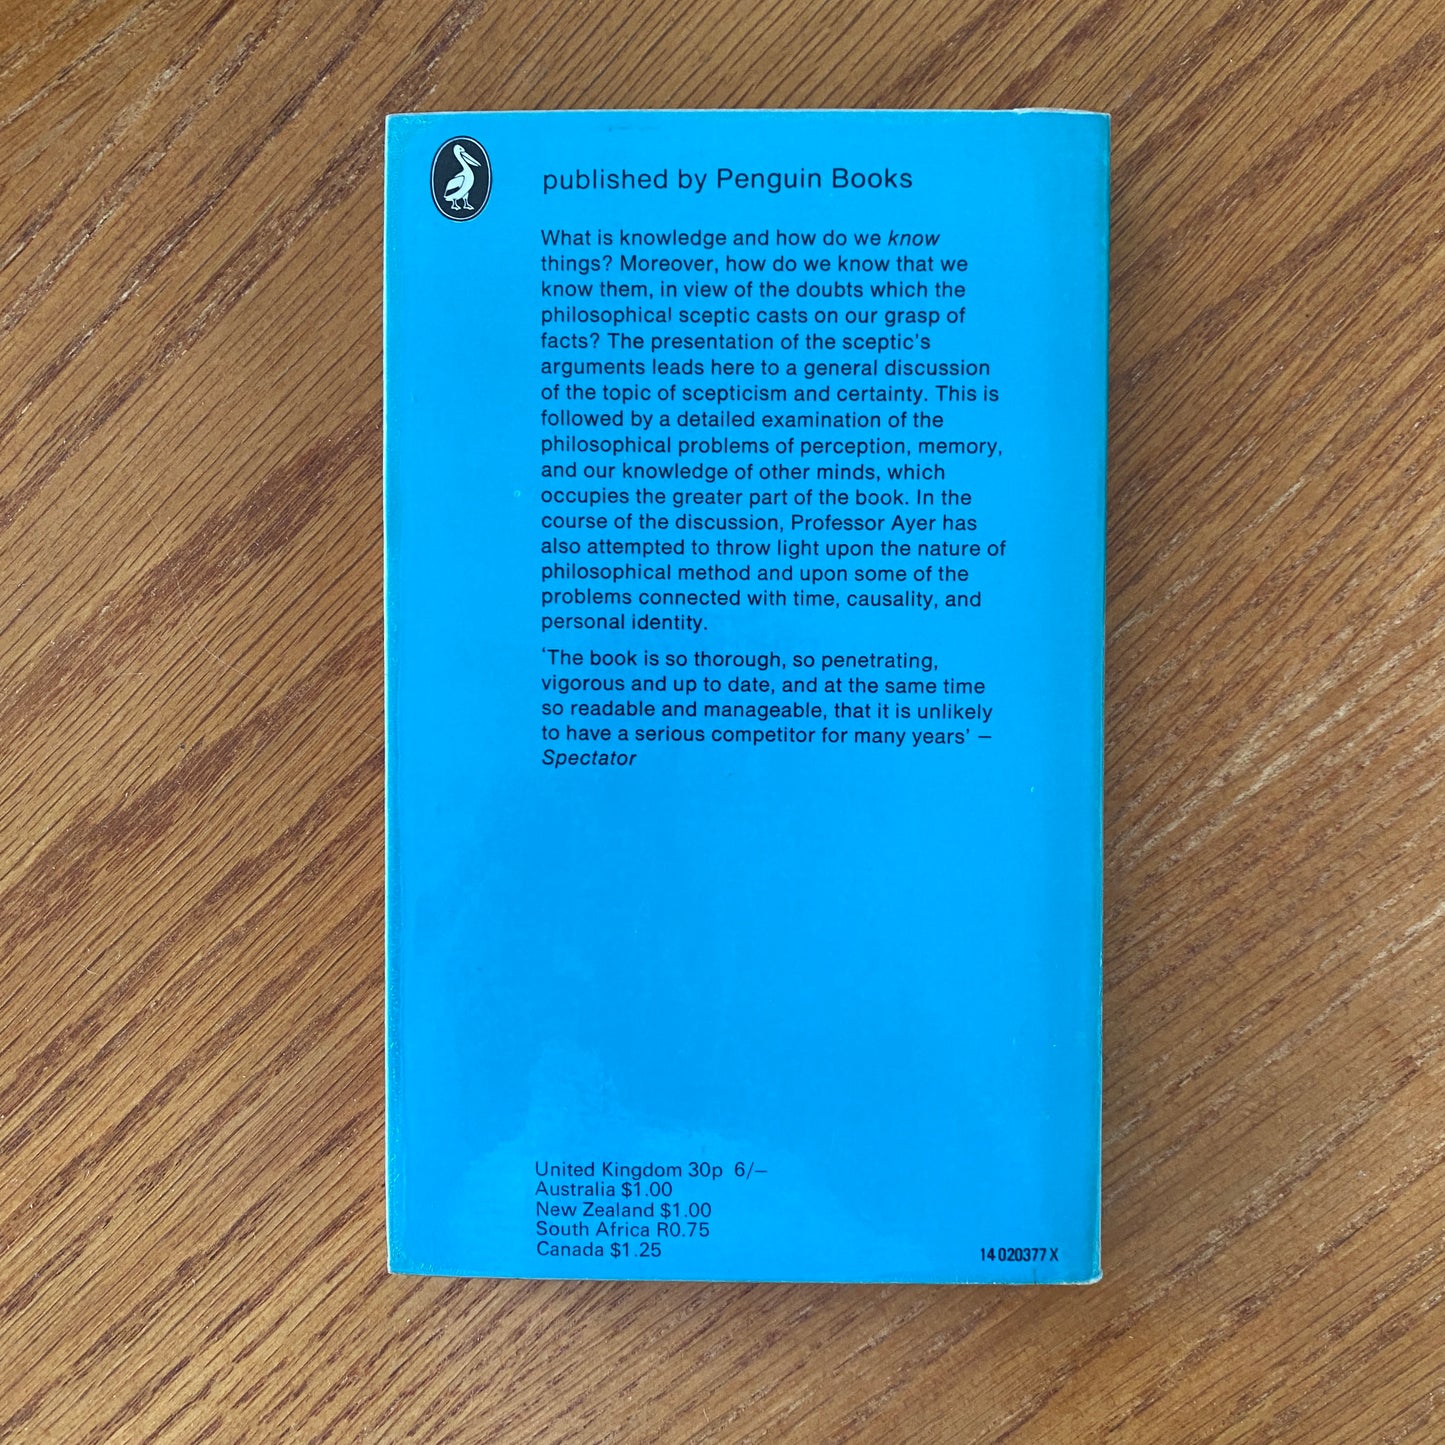 published by Penguin Books
What is knowledge and how do we know
things? Moreover, how do we know that we
know them, in view of the doubts which the
philosophical sceptic casts on our grasp of
facts? The presentation of the sceptic's
arguments leads here to a general discussion
of the topic of scepticism and certainty. This is
followed by a detailed examination of the
philosophical problems of perception, memory,
and our knowledge of other minds, which
occupies the greater part of the book. In the
course of the discussion, Professor Ayer has
also attempted to throw light upon the nature of
philosophical method and upon some of the
problems connected with time, causality, and
personal identity.
‘The book is so thorough, so penetrating,
vigorous and up to date, and at the same time
so readable and manageable, that it is unlikely
to have a serious competitor for many years’ –
Spectator
United Kingdom 30p 6/–
Australia $1.00
New Zealand $1.00
South Africa R0.75
Canada $1.25
14 020377 X